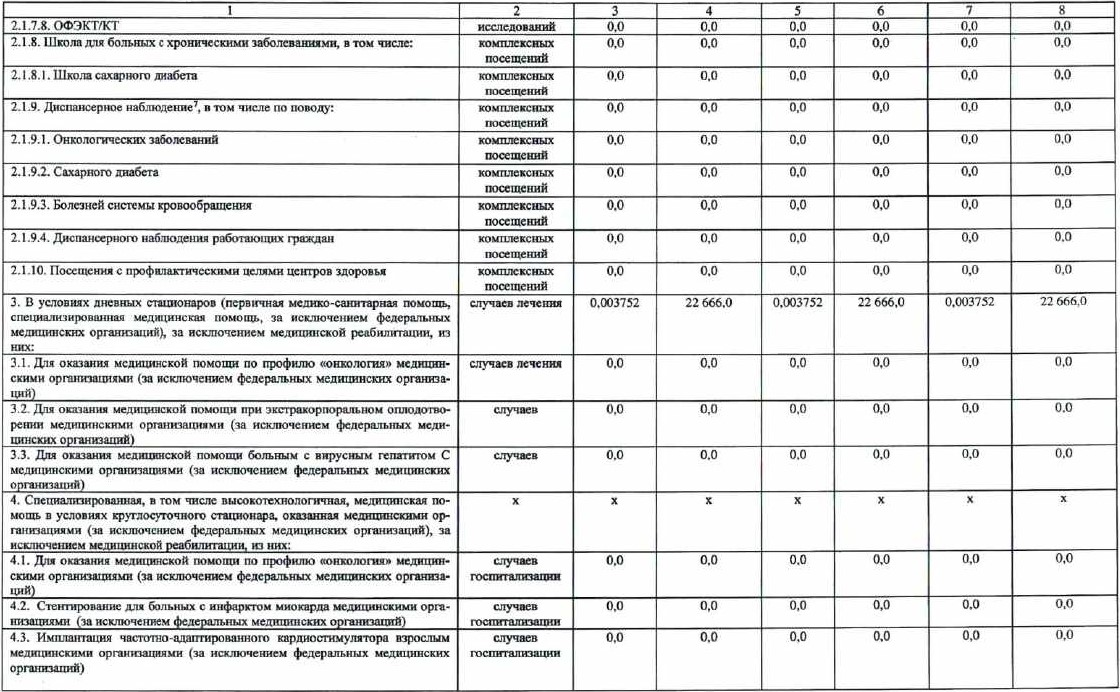 1 2 3 4 5 6 7 8
2.1.7.8. ОФЭКТ/КТ исследований 0,0 0,0 0,0 0,0 0,0 0,0
2.1.8. Школа для больных с хроническими заболеваниями, в том числе: комплексных 0,0 0,0 0,0 0,0 0,0 0,0
посещений
2.1.8.1. Школа сахарного диабета комплексных 0,0 0,0 0,0 0,0 0,0 0,0
посещений
2.1.9. Диспансерное наблюдение⁷, в том числе по поводу: комплексных 0,0 0,0 0,0 0,0 0,0 0,0
посещений
2.1.9.1. Онкологических заболеваний комплексных 0,0 0,0 0,0 0,0 0,0 0,0
посещений
2.1.9.2. Сахарного диабета комплексных 0,0 0,0 0,0 0,0 0,0 0,0
посещений
2.1.9.3. Болезней системы кровообращения комплексных 0,0 0,0 0,0 0,0 0,0 0,0
посещений
2.1.9.4. Диспансерного наблюдения работающих граждан комплексных 0,0 0,0 0,0 0,0 0,0 0,0
посещений
2.1.10. Посещения с профилактическими целями центров здоровья комплексных 0,0 0,0 0,0 0,0 0,0 0,0
посещений
3. В условиях дневных стационаров (первичная медико-санитарная помощь, случаев лечения 0,003752 22 666,0 0,003752 22 666,0 0,003752 22 666,0
специализированная медицинская помощь, за исключением федеральных
медицинских организаций), за исключением медицинской реабилитации, из
них:
3.1. Для оказания медицинской помощи по профилю «онкология» медицин- случаев лечения 0,0 0,0 0,0 0,0 0,0 0,0
скими организациями (за исключением федеральных медицинских организа-
ций)
3.2. Для оказания медицинской помощи при экстракорпоральном оплодотво- случаев 0,0 0,0 0,0 0,0 0,0 0,0
рении медицинскими организациями (за исключением федеральных меди-
цинских организаций)
3.3. Для оказания медицинской помощи больным с вирусным гепатитом С случаев 0,0 0,0 0,0 0,0 0,0 0,0
медицинскими организациями (за исключением федеральных медицинских
организаций)
4. Специализированная, в том числе высокотехнологичная, медицинская по- х х х х х х х
мощь в условиях круглосуточного стационара, оказанная медицинскими ор-
ганизациями (за исключением федеральных медицинских организаций), за
исключением медицинской реабилитации, из них:
4.1. Для оказания медицинской помощи по профилю «онкология» медицин- случаев 0,0 0,0 0,0 0,0 0,0 0,0
скими организациями (за исключением федеральных медицинских организа- госпитализации
ций)
4.2. Стентирование для больных с инфарктом миокарда медицинскими орга- случаев 0,0 0,0 0,0 0,0 0,0 0,0
низациями (за исключением федеральных медицинских организаций) госпитализации
4.3. Имплантация частотно-адаптированного кардиостимулятора взрослым случаев 0,0 0,0 0,0 0,0 0,0 0,0
медицинскими организациями (за исключением федеральных медицинских госпитализации
организаций)